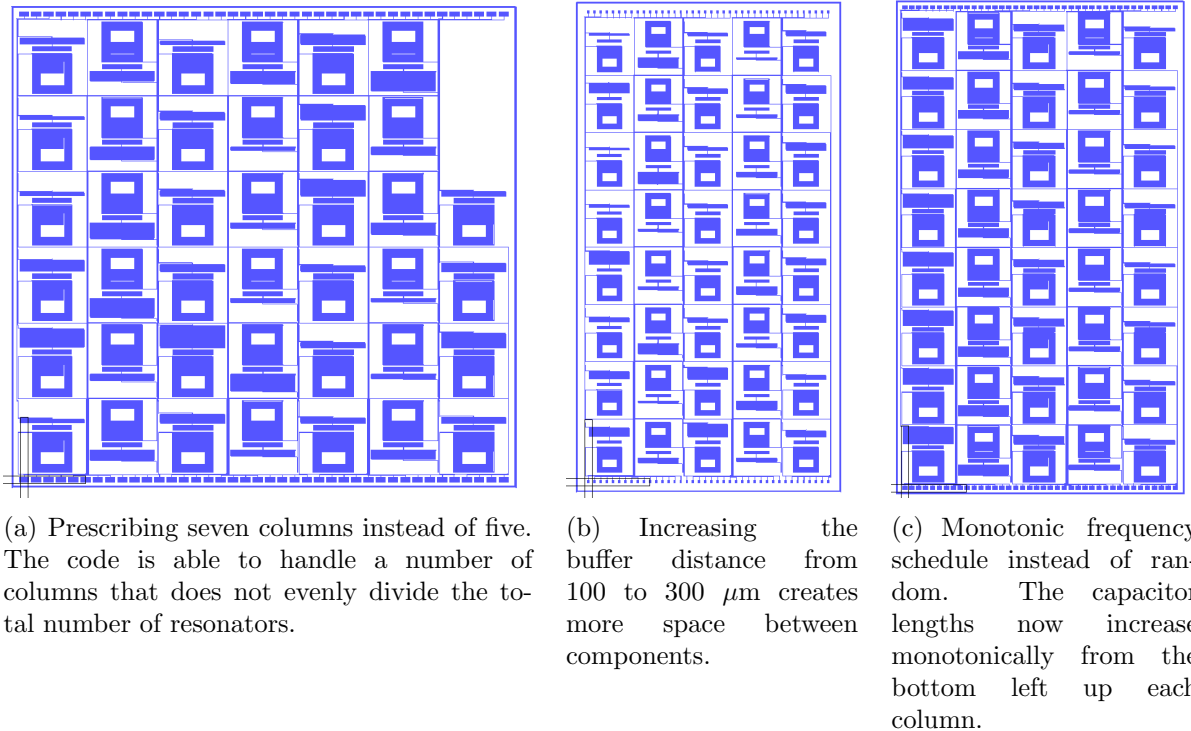 (a) Prescribing seven columns instead of five.
The code is able to handle a number of
columns that does not evenly divide the to-
tal number of resonators.
(b) Increasing the
buffer distance from
100 to 300 μm creates
more space between
components.
(c) Monotonic frequency
schedule instead of ran-
dom. The capacitor
lengths now increase
monotonically from the
bottom left up each
column.